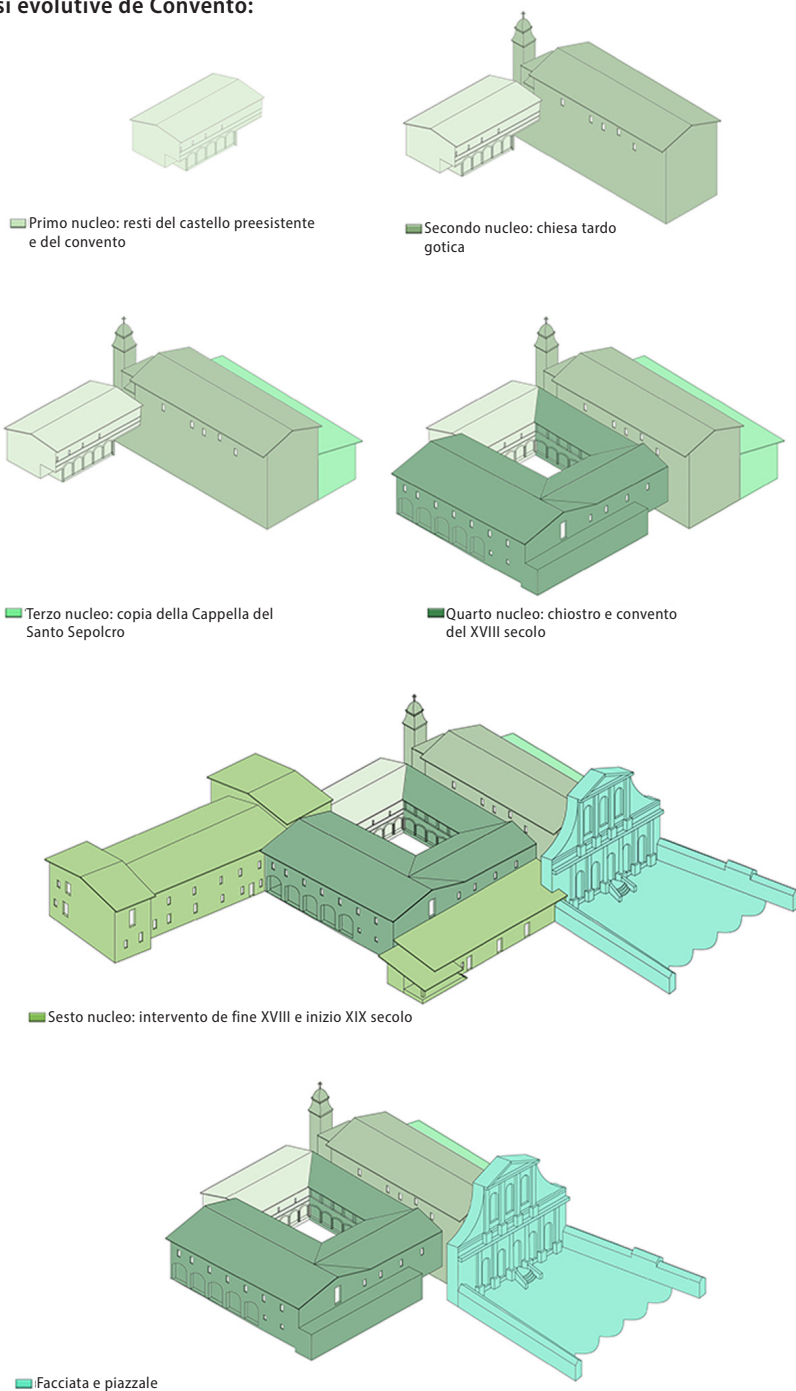 si evolutive de Convento:
Primo nucleo: resti del castello preesistente
e del convento
Secondo nucleo: chiesa tardo
gotica
Terzo nucleo: copia della Cappella del
Santo Sepolcro
Quarto nucleo: chiostro e convento
del XVIII secolo
Sesto nucleo: intervento de fine XVIII e inizio XIX secolo
Facciata e piazzale